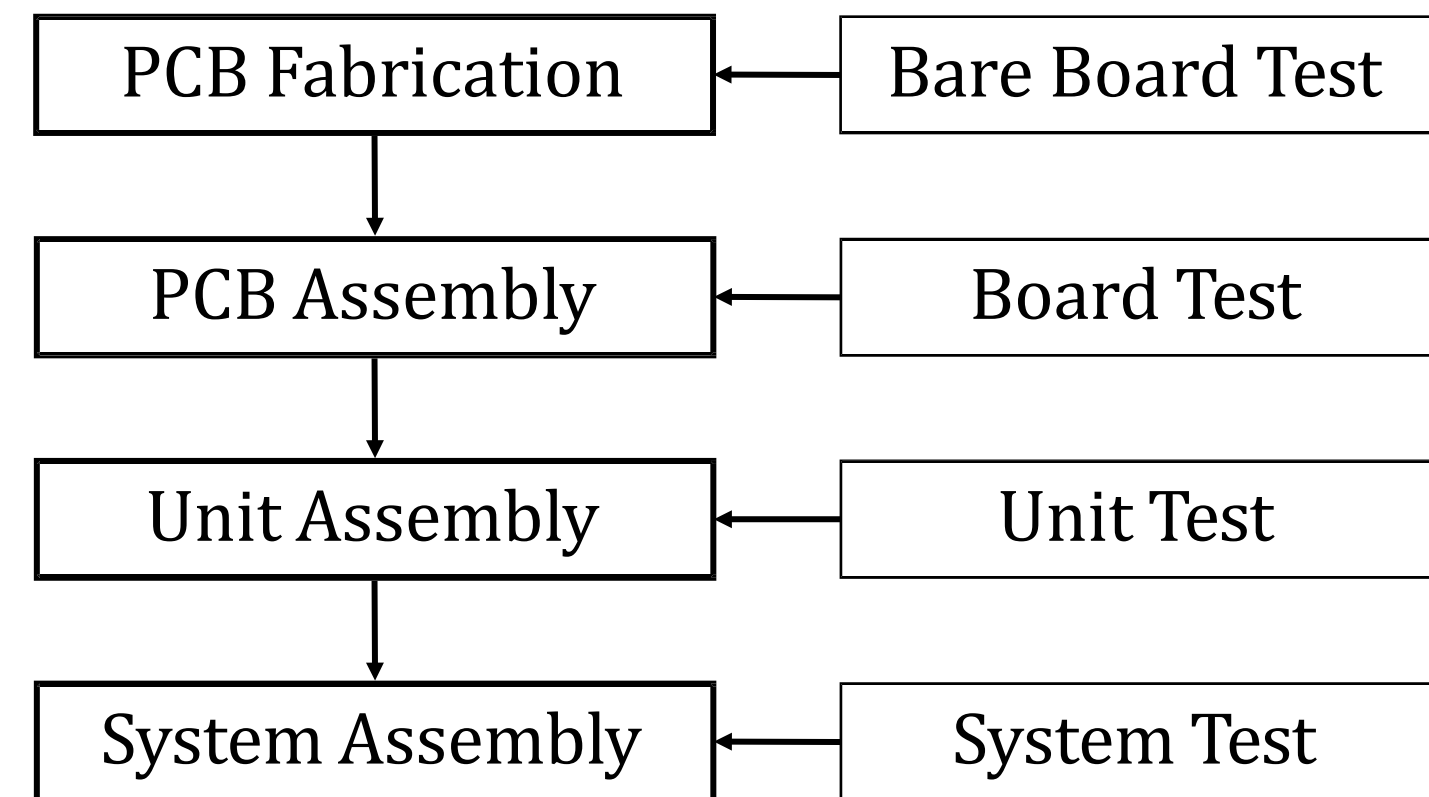 PCB Fabrication
Bare Board Test
PCB Assembly
Board Test
Unit Assembly
Unit Test
System Assembly
System Test